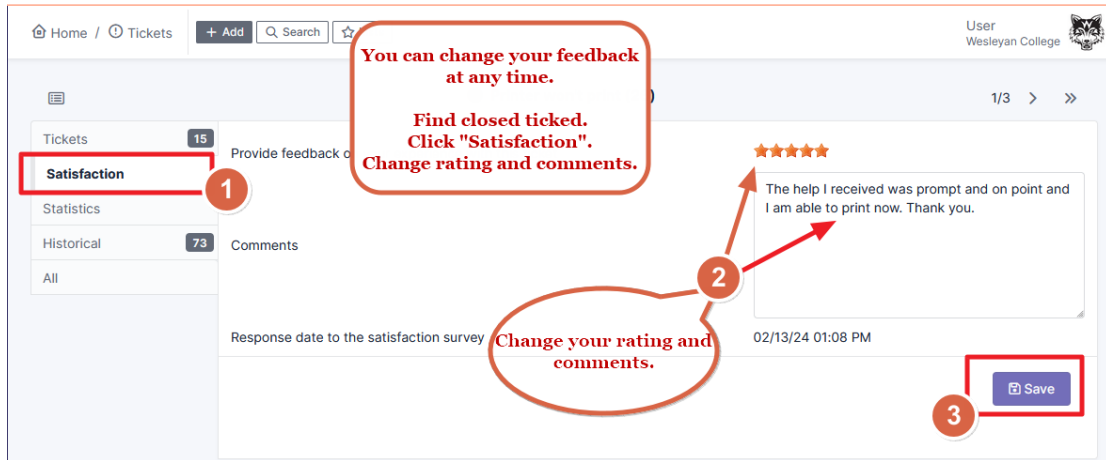 Home / Tickets + Add Search
User
Wesleyan College
You can change your feedback
at any time.
Find closed ticked.
Click "Satisfaction".
Change rating and comments.
1/3
Tickets 15
Provide feedback
Satisfaction
1
The help I received was prompt and on point and
I am able to print now. Thank you.
Statistics
Historical 73
Comments
All
2
Response date to the satisfaction survey
02/13/24 01:08 PM
Change your rating and
comments.
Save
3